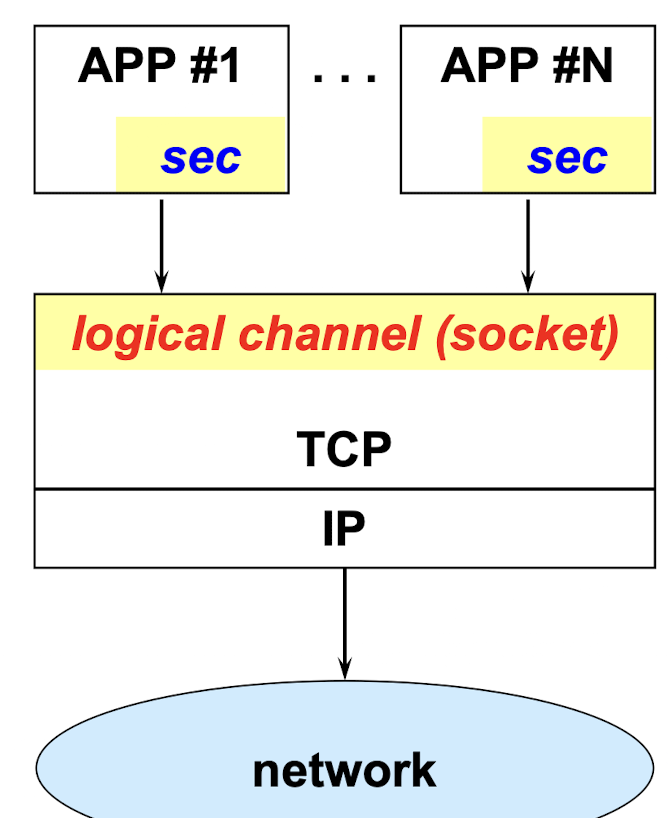 APP #1 . . . APP #N
sec sec
logical channel (socket)
TCP
IP
network